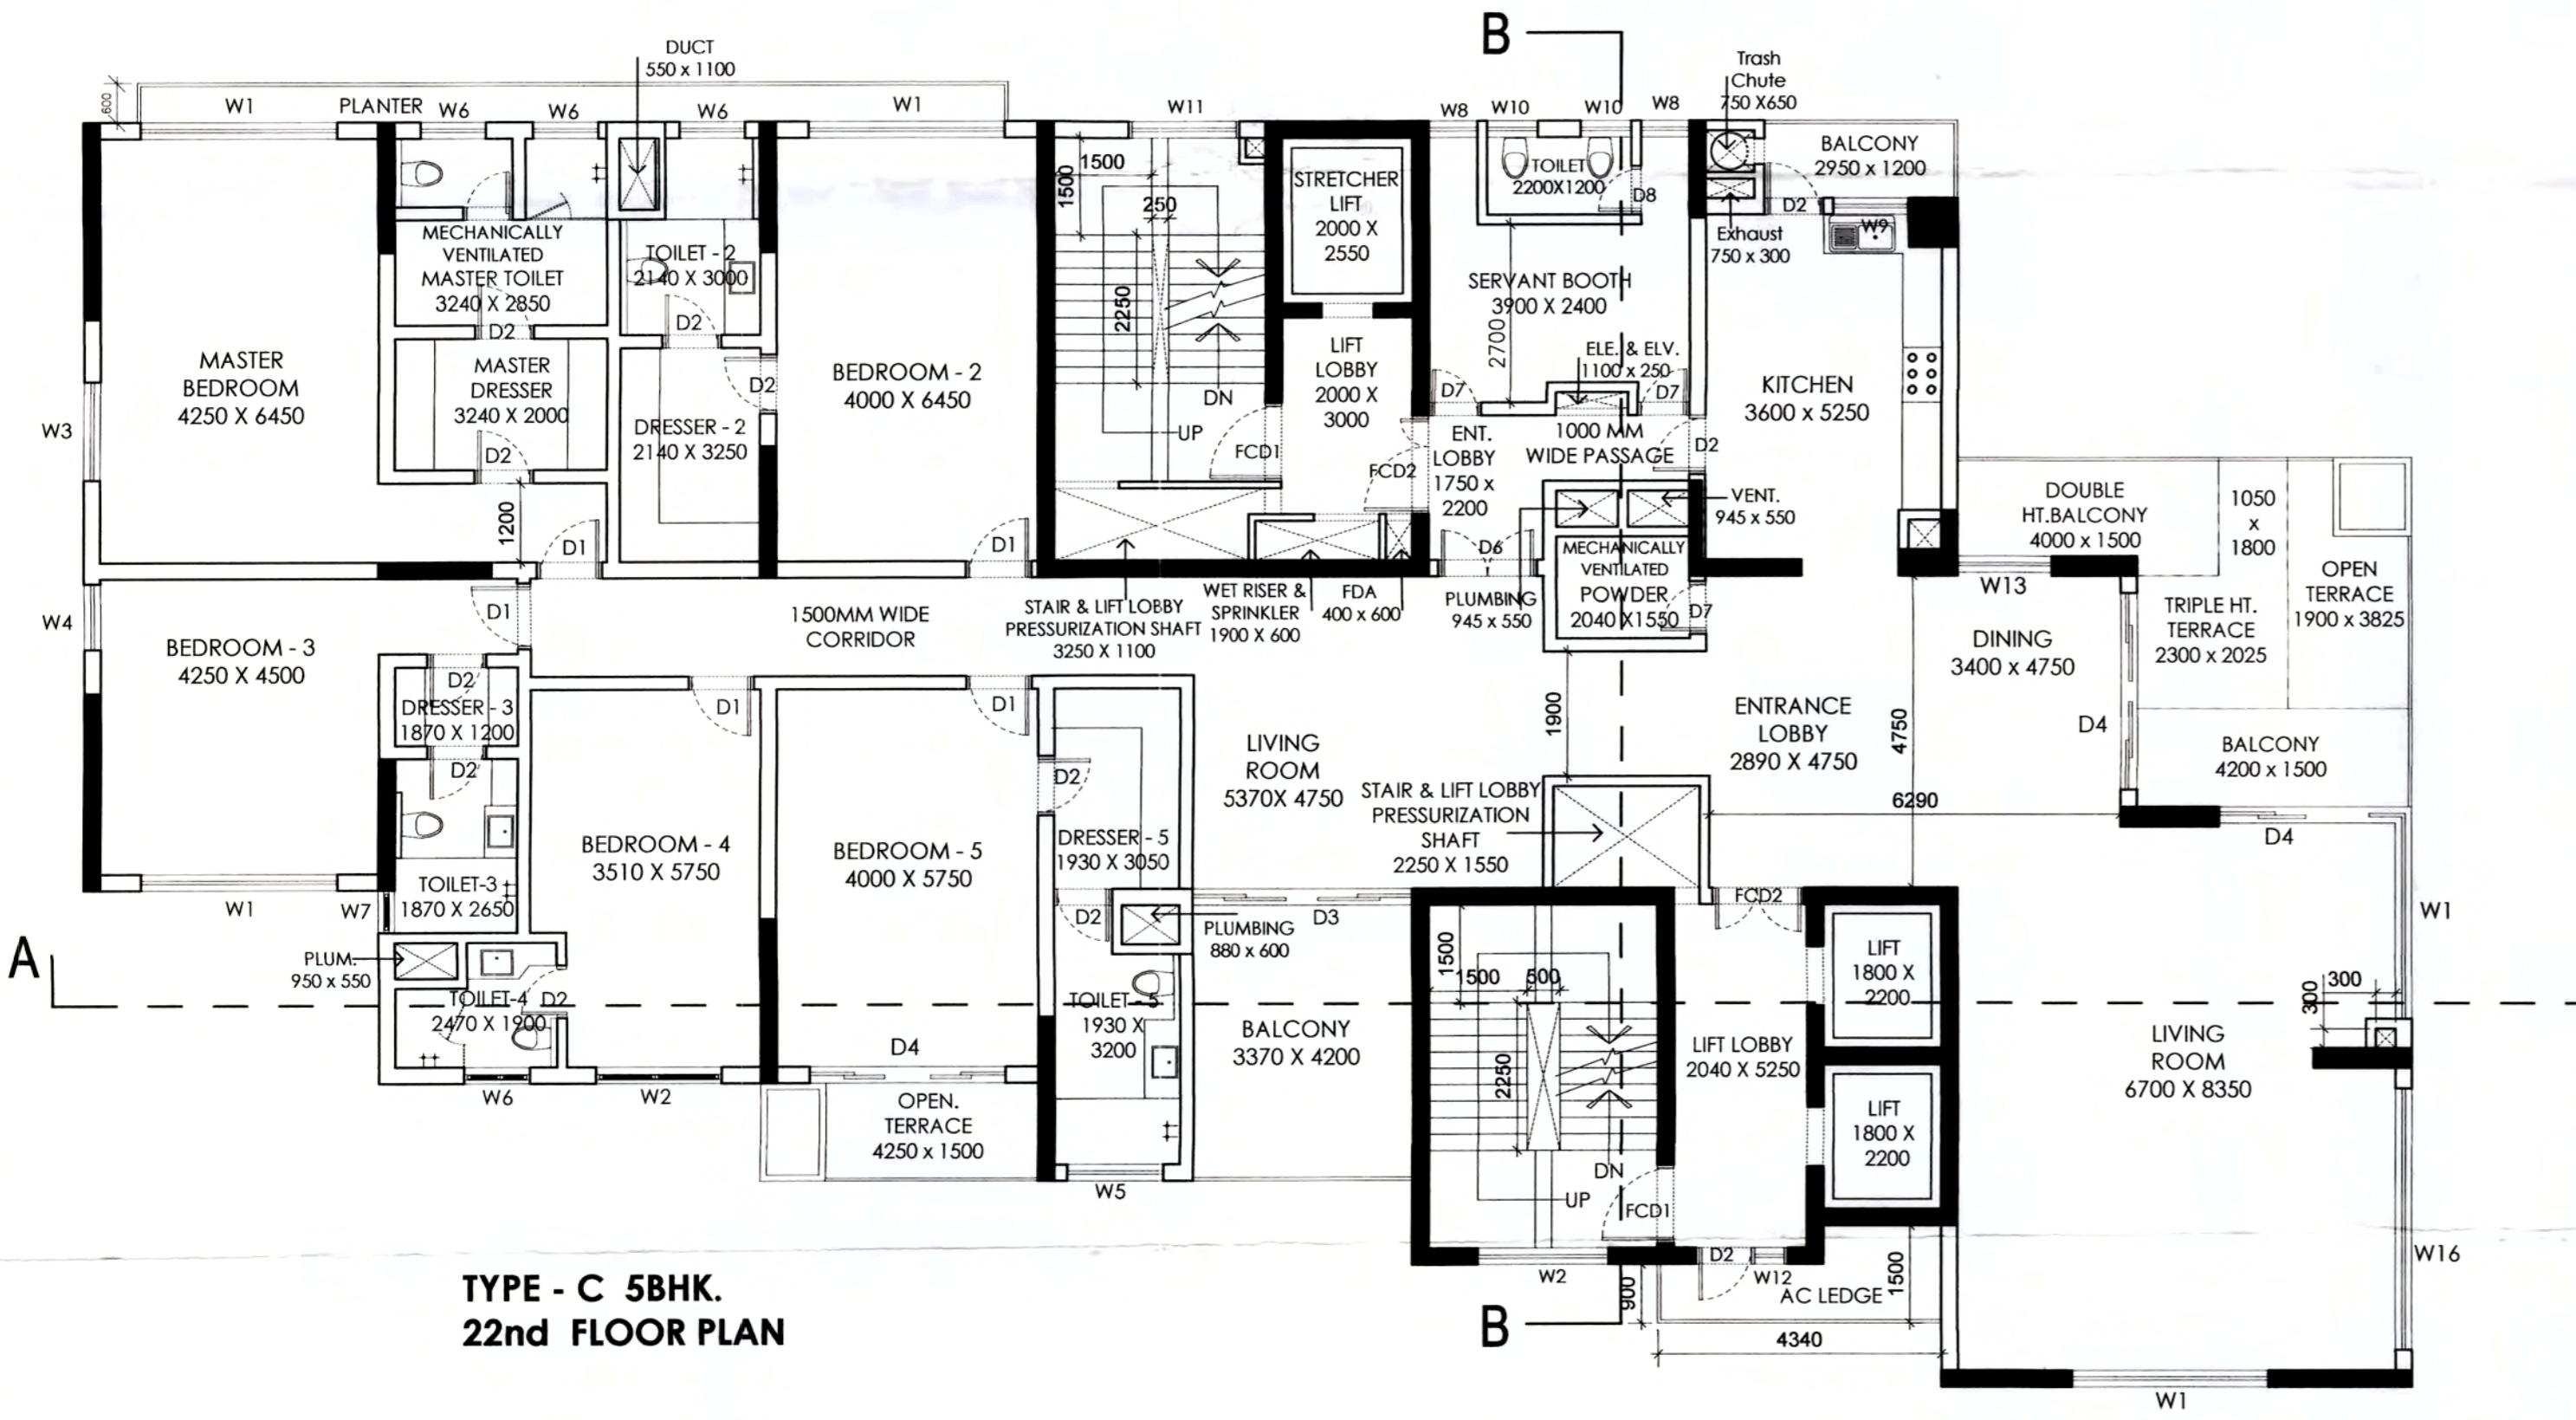 B
DUCT
550 x 1100
Trash
Chute
750 X650
600
W1
PLANTER
W6
W6
W6
W1
W11
W8
W10
W10
W8
BALCONY
2950 x 1200
1500
1500
250
2250
STRETCHER
LIFT
2000 X
2550
TOILET
2200X1200
D8
D2
W9
Exhaust
750 x 300
MECHANICALLY
VENTILATED
MASTER TOILET
3240 X 2850
TOILET - 2
2140 X 3000
SERVANT BOOTH
3900 X 2400
2700
D2
D2
MASTER
BEDROOM
4250 X 6450
MASTER
DRESSER
3240 X 2000
D2
BEDROOM - 2
4000 X 6450
LIFT
LOBBY
2000 X
3000
ELE. & ELV.
1100 x 250
D7
D7
KITCHEN
3600 x 5250
W3
D2
DRESSER - 2
2140 X 3250
DN
UP
FCD1
FCD2
ENT.
LOBBY
1750 x
2200
1000 MM
WIDE PASSAGE
D2
1200
D1
D1
D6
VENT.
945 x 550
DOUBLE
HT.BALCONY
4000 x 1500
1050
x
1800
MECHANICALLY
VENTILATED
POWDER
2040 X1550
D7
W13
OPEN
TERRACE
1900 x 3825
W4
D1
1500MM WIDE
CORRIDOR
STAIR & LIFT LOBBY
PRESSURIZATION SHAFT
3250 X 1100
WET RISER &
SPRINKLER
1900 X 600
FDA
400 x 600
PLUMBING
945 x 550
TRIPLE HT.
TERRACE
2300 x 2025
BEDROOM - 3
4250 X 4500
DINING
3400 x 4750
D2
DRESSER - 3
1870 X 1200
D2
D1
D1
1900
ENTRANCE
LOBBY
2890 X 4750
4750
D4
BALCONY
4200 x 1500
LIVING
ROOM
5370X 4750
D2
STAIR & LIFT LOBBY
PRESSURIZATION
SHAFT
2250 X 1550
6290
D4
BEDROOM - 4
3510 X 5750
BEDROOM - 5
4000 X 5750
DRESSER - 5
1930 X 3050
TOILET-3
1870 X 2650
W1
W7
D2
PLUMBING
880 x 600
D3
FCD2
W1
A
PLUM.
950 x 550
TOILET-4
2470 X 1900
D2
TOILET - 5
1930 X
3200
BALCONY
3370 X 4200
1500
1500
500
2250
LIFT
1800 X
2200
300
300
LIVING
ROOM
6700 X 8350
LIFT LOBBY
2040 X 5250
D4
W6
W2
OPEN.
TERRACE
4250 x 1500
LIFT
1800 X
2200
W5
DN
UP
FCD1
W2
D2
W12
W16
900
AC LEDGE
1500
TYPE - C 5BHK.
22nd FLOOR PLAN
B
4340
W1